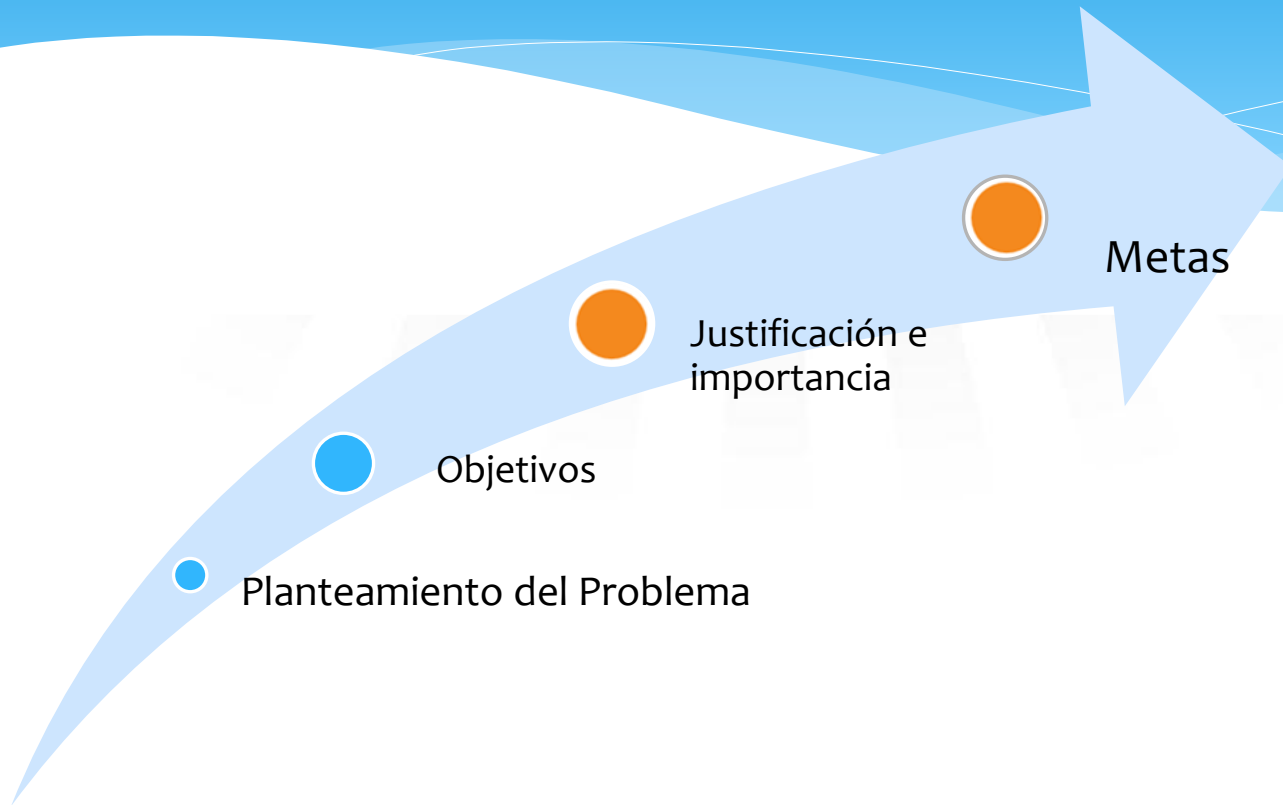 Metas
Justificación e
importancia
Objetivos
Planteamiento del Problema